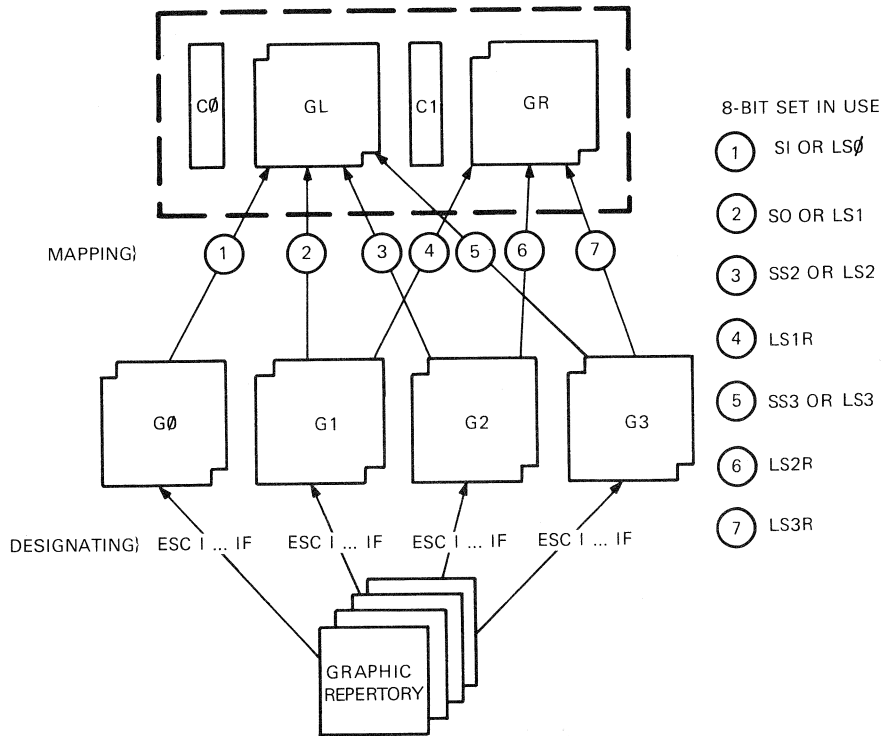 CØ GL C1 GR
8-BIT SET IN USE
1 SI OR LSØ
2 SO OR LS1
3 SS2 OR LS2
4 LS1R
5 SS3 OR LS3
6 LS2R
7 LS3R
MAPPING} 1 2 3 4 5 6 7
GØ G1 G2 G3
DESIGNATING} ESC I ... IF ESC I ... IF ESC I ... IF ESC I ... IF
GRAPHIC
REPERTORY